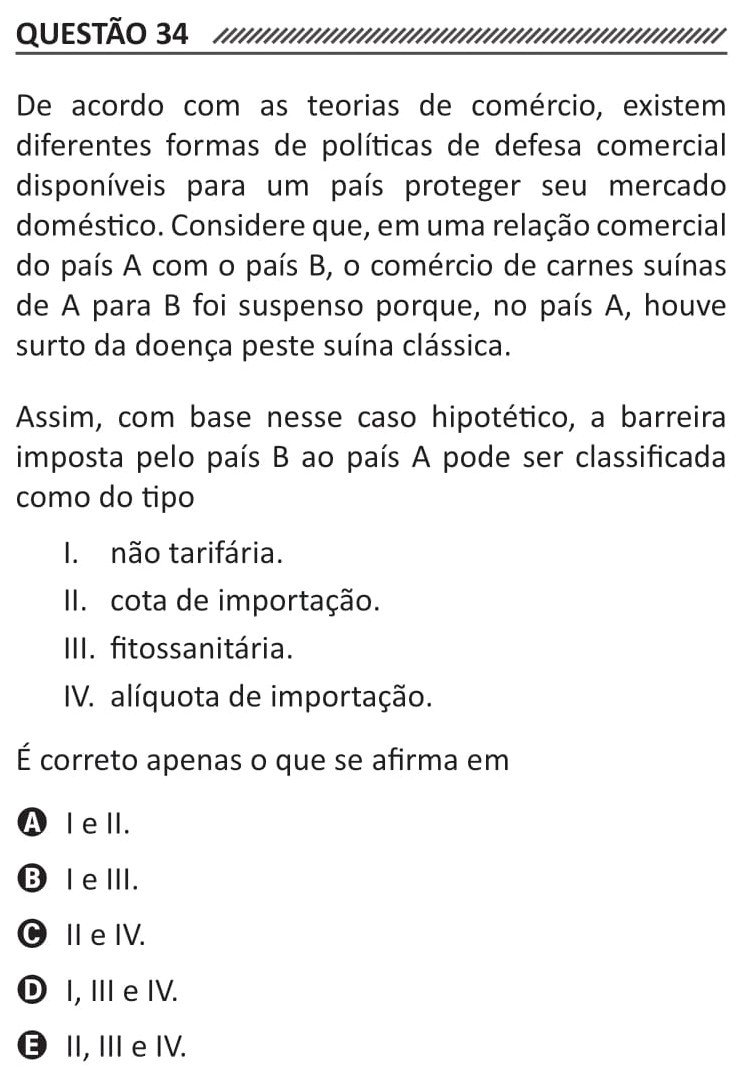 QUESTÃO 34
De acordo com as teorias de comércio, existem
diferentes formas de políticas de defesa comercial
disponíveis para um país proteger seu mercado
doméstico. Considere que, em uma relação comercial
do país A com o país B, o comércio de carnes suínas
de A para B foi suspenso porque, no país A, houve
surto da doença peste suína clássica.
Assim, com base nesse caso hipotético, a barreira
imposta pelo país B ao país A pode ser classificada
como do tipo
I. não tarifária.
II. cota de importação.
III. fitossanitária.
IV. alíquota de importação.
É correto apenas o que se afirma em
A I e II.
B I e III.
C II e IV.
D I, III e IV.
E II, III e IV.